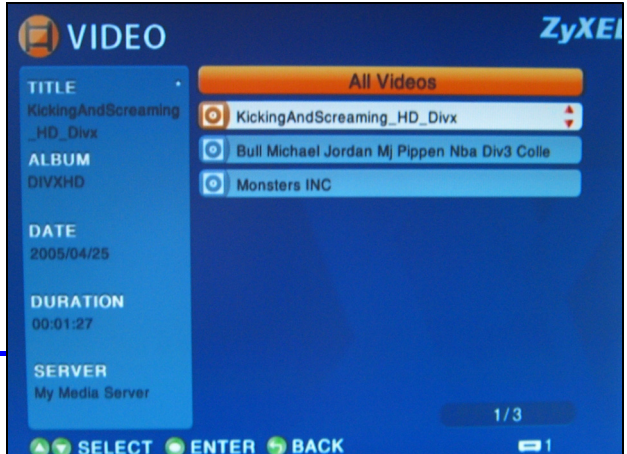 VIDEO
ZyXEL
TITLE
KickingAndScreaming
_HD_Divx
ALBUM
DIVXHD
DATE
2005/04/25
DURATION
00:01:27
SERVER
My Media Server
All Videos
KickingAndScreaming_HD_Divx
Bull Michael Jordan Mj Pippen Nba Div3 Colle
Monsters INC
1/3
SELECT ENTER BACK
1